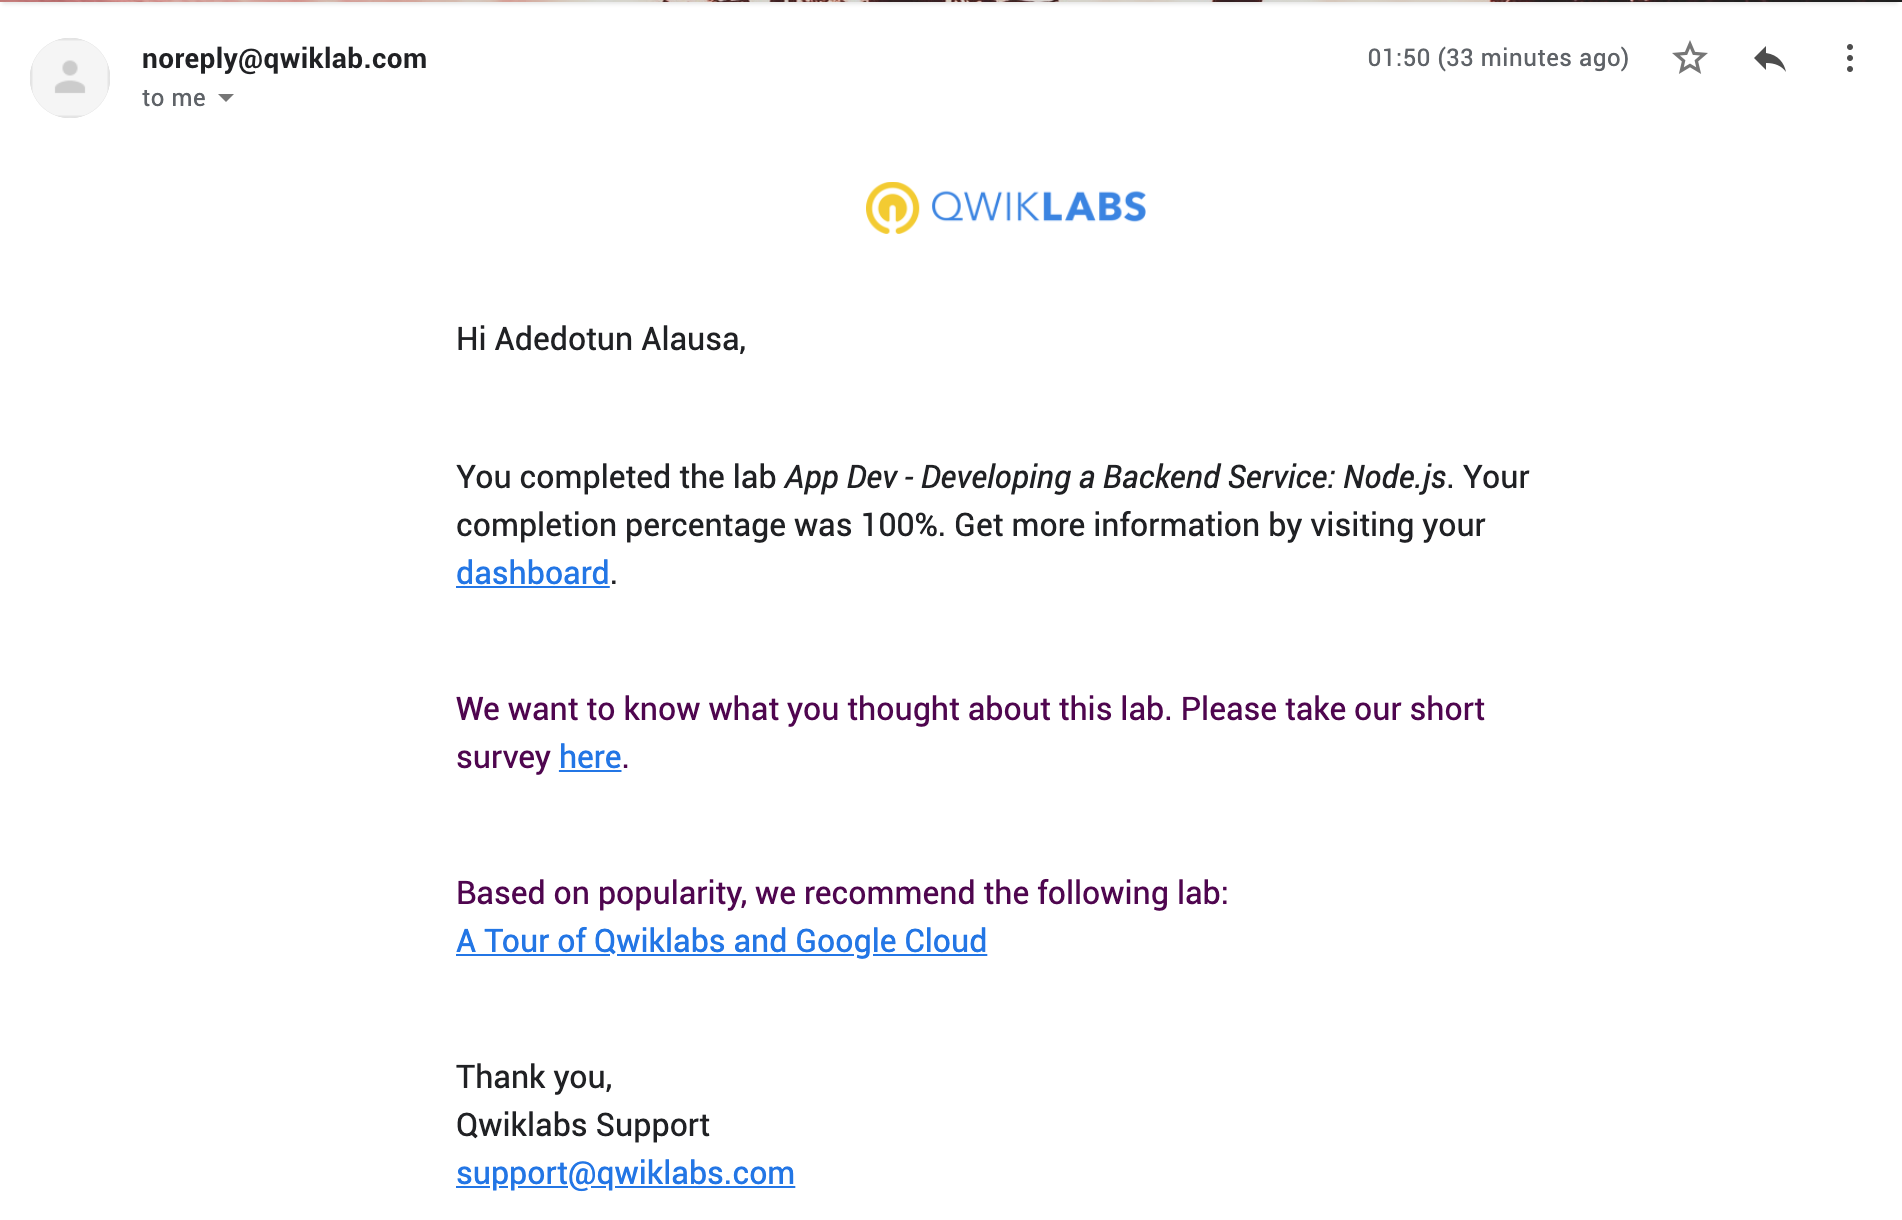 noreply@qwiklab.com
01:50 (33 minutes ago)
to me
QWIKLABS
Hi Adedotun Alausa,
You completed the lab App Dev - Developing a Backend Service: Node.js. Your
completion percentage was 100%. Get more information by visiting your
dashboard.
We want to know what you thought about this lab. Please take our short
survey here.
Based on popularity, we recommend the following lab:
A Tour of Qwiklabs and Google Cloud
Thank you,
Qwiklabs Support
support@qwiklabs.com